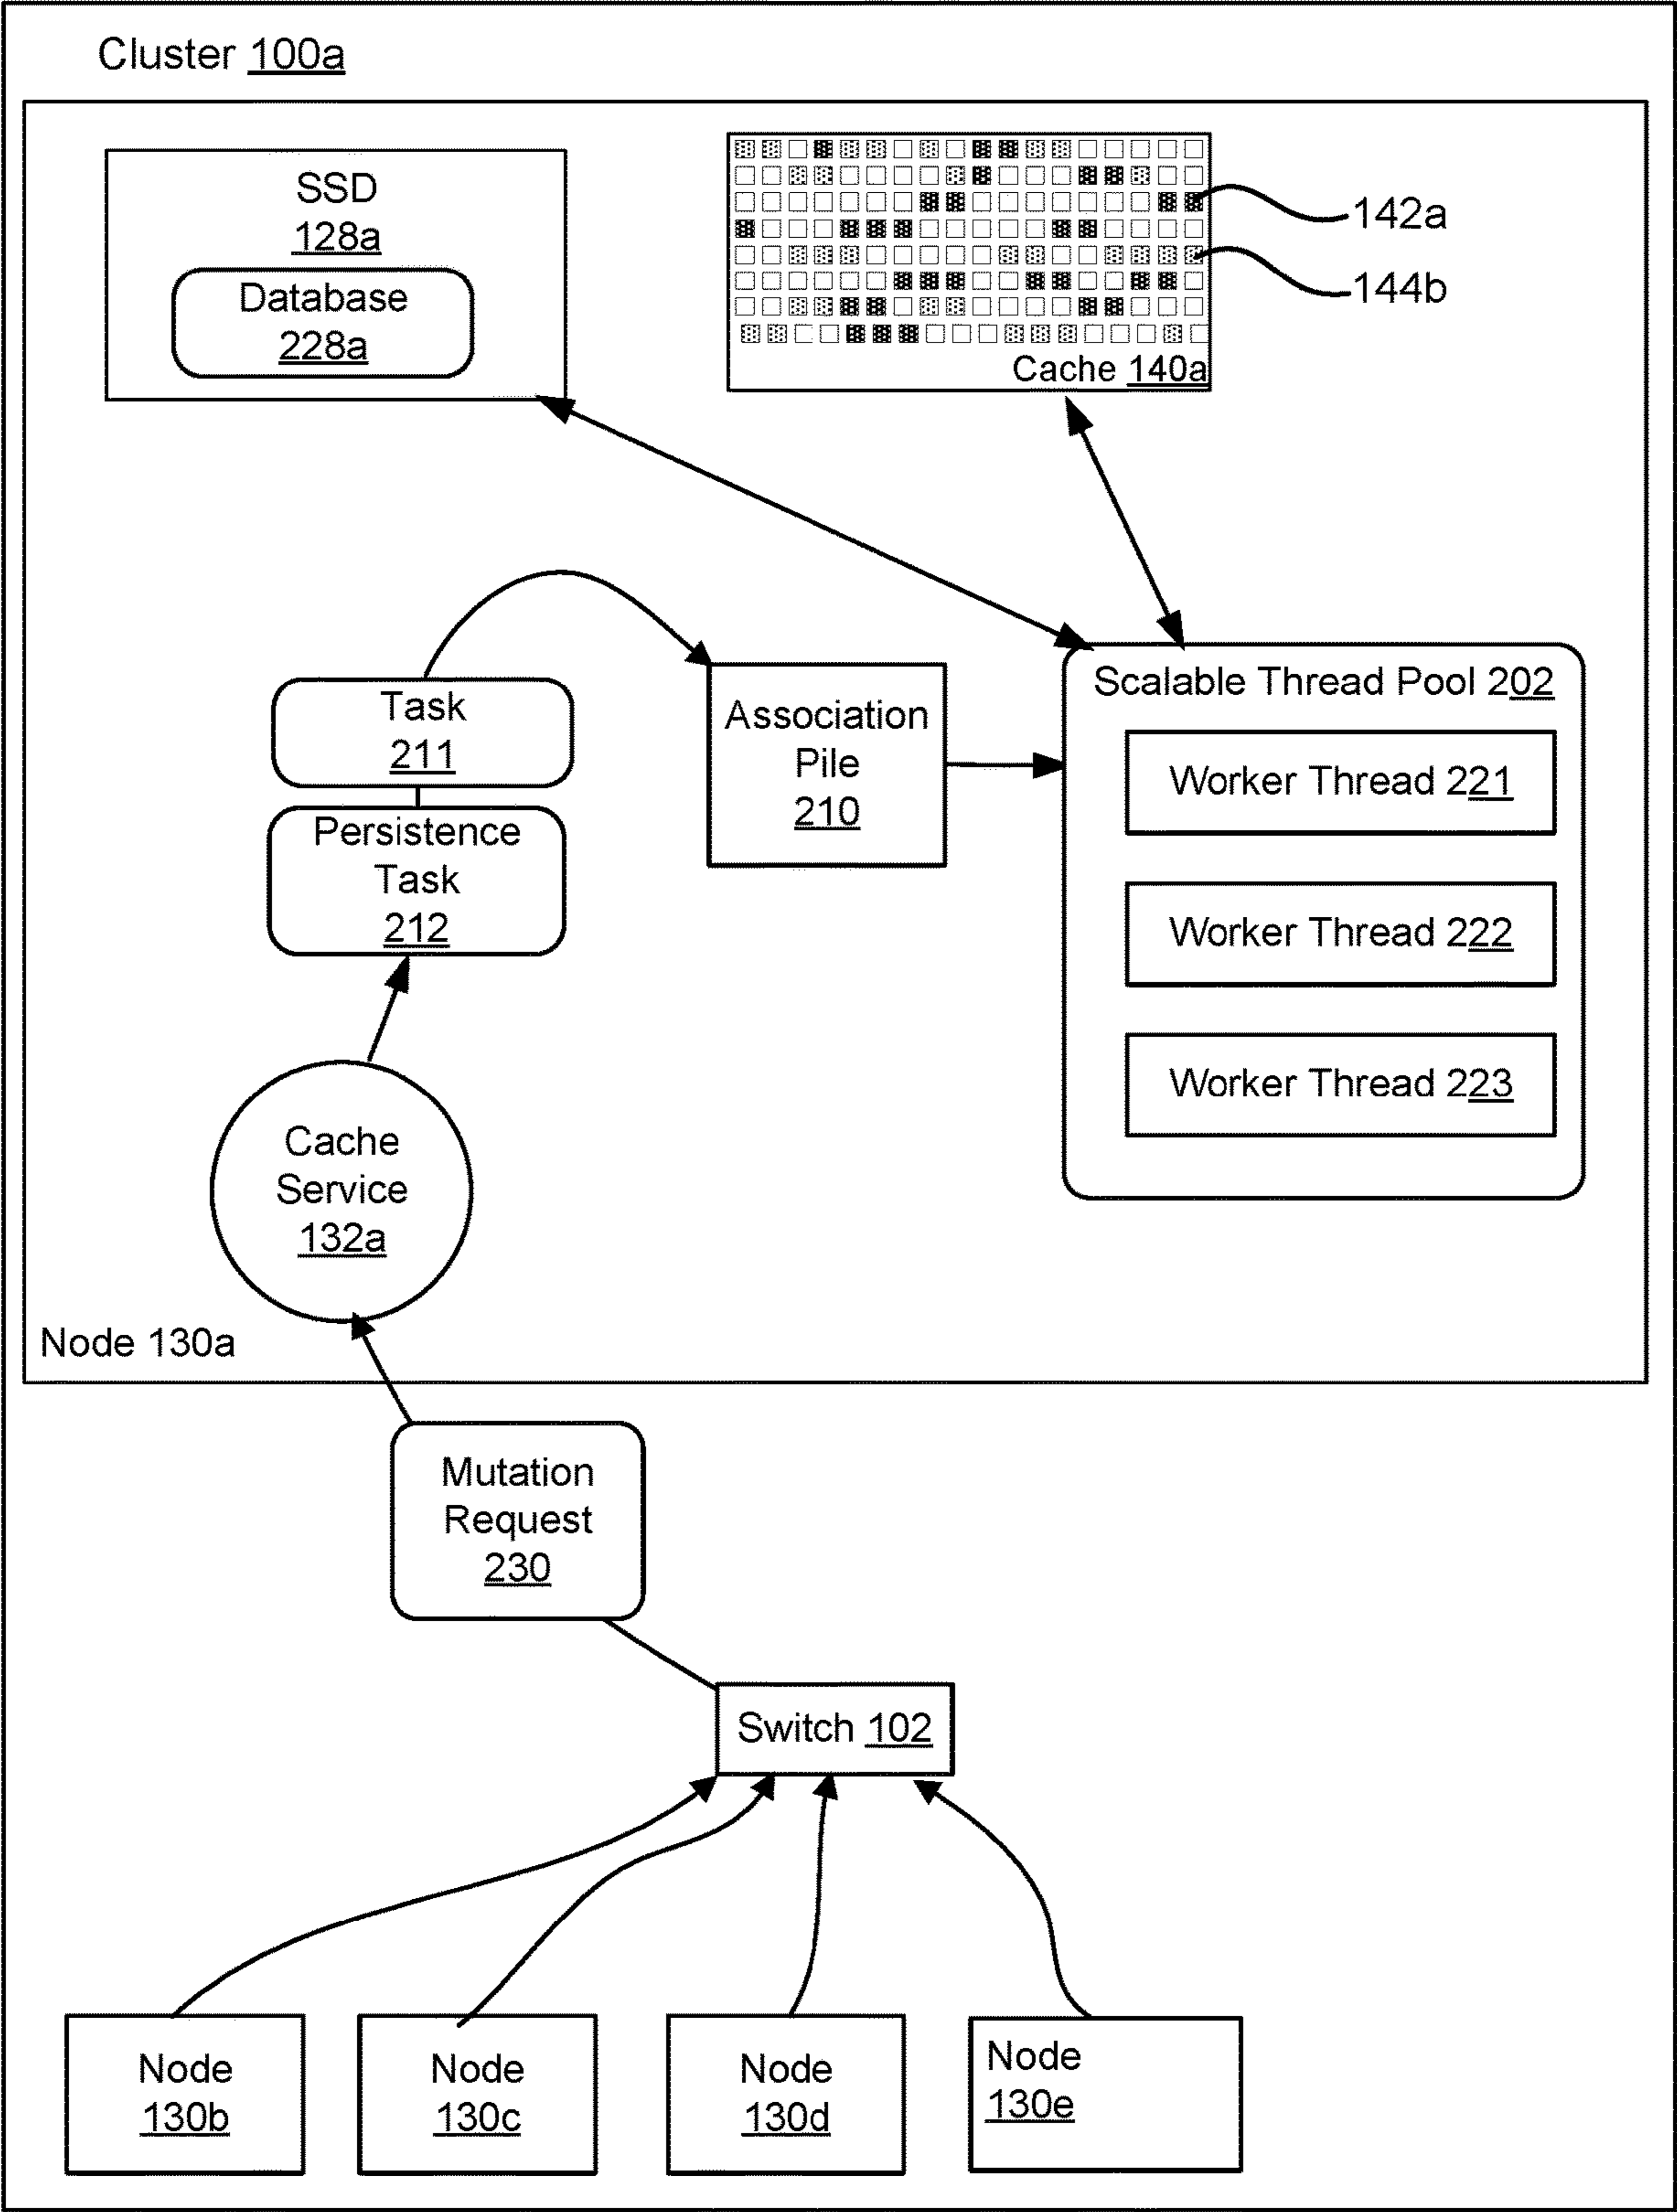 Cluster 100a
SSD
128a
Database
228a
142a
144b
Cache 140a
Task
211
Persistence
Task
212
Association
Pile
210
Scalable Thread Pool 202
Worker Thread 221
Worker Thread 222
Worker Thread 223
Cache
Service
132a
Node 130a
Mutation
Request
230
Switch 102
Node
130b
Node
130c
Node
130d
Node
130e